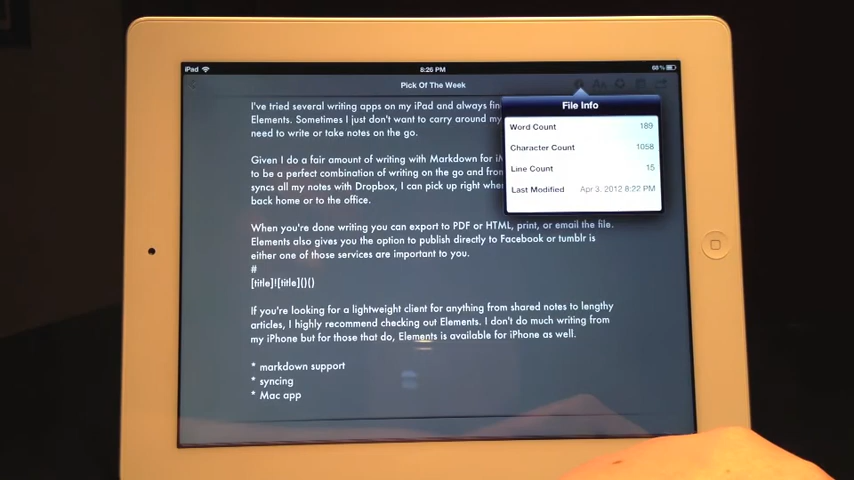 iPad
8:26 PM
68%
Pick Of The Week
I've tried several writing apps on my iPad and always
Elements. Sometimes I just don't want to carry around my
need to write or take notes on the go.
Given I do a fair amount of writing with Markdown for
to be a perfect combination of writing on the go and
syncs all my notes with Dropbox, I can pick up right
back home or to the office.
When you're done writing you can export to PDF or HTML, print, or email the file.
Elements also gives you the option to publish directly to Facebook or tumblr is
either one of those services are important to you.
#
[title]![title]()()
If you're looking for a lightweight client for anything from shared notes to lengthy
articles, I highly recommend checking out Elements. I don't do much writing from
my iPhone but for those that do, Elements is available for iPhone as well.
* markdown support
* syncing
* Mac app
File Info
Word Count 189
Character Count 1058
Line Count 15
Last Modified Apr 3, 2012 8:22 PM